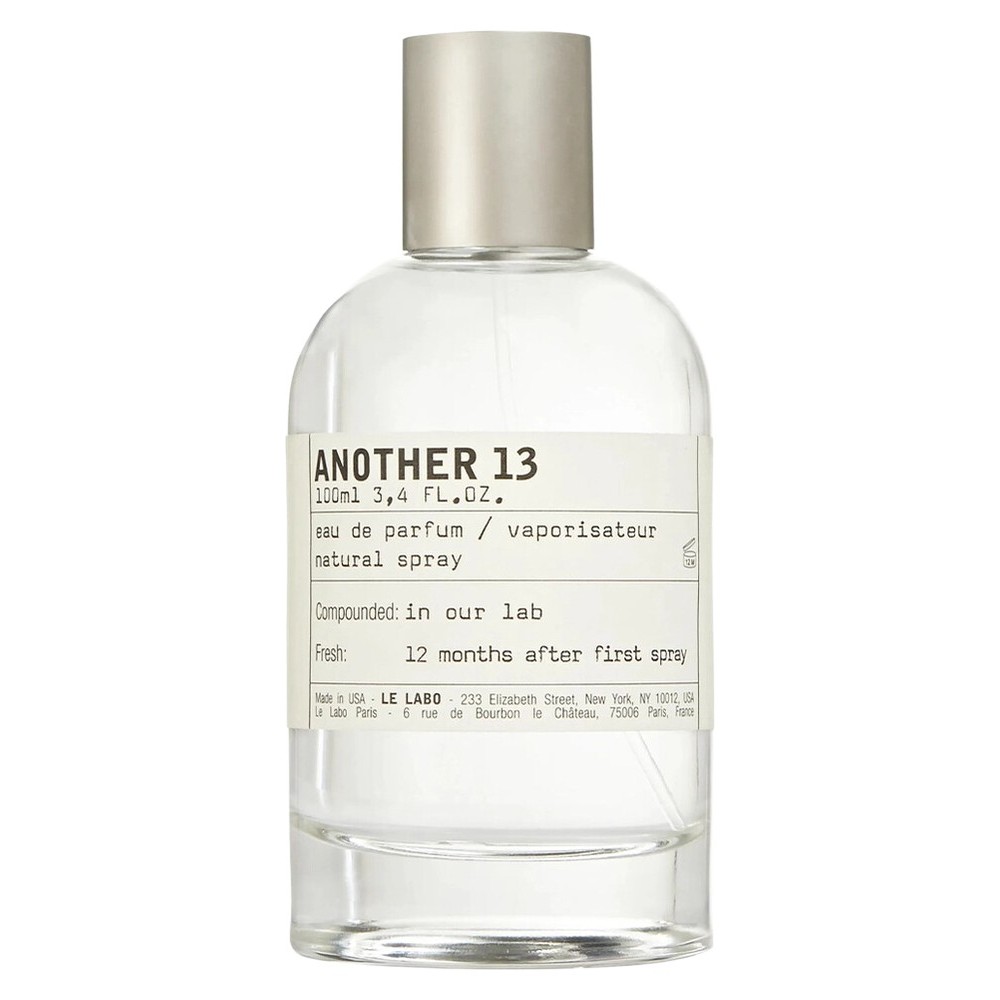 ANOTHER 13
100ml 3,4 FL.OZ.
eau de parfum / vaporisateur
natural spray
12 M
Compounded: in our lab
Fresh: 12 months after first spray
Made in USA - LE LABO - 233 Elizabeth Street, New York, NY 10012, USA
Le Labo Paris - 6 rue de Bourbon le Château, 75006 Paris, France